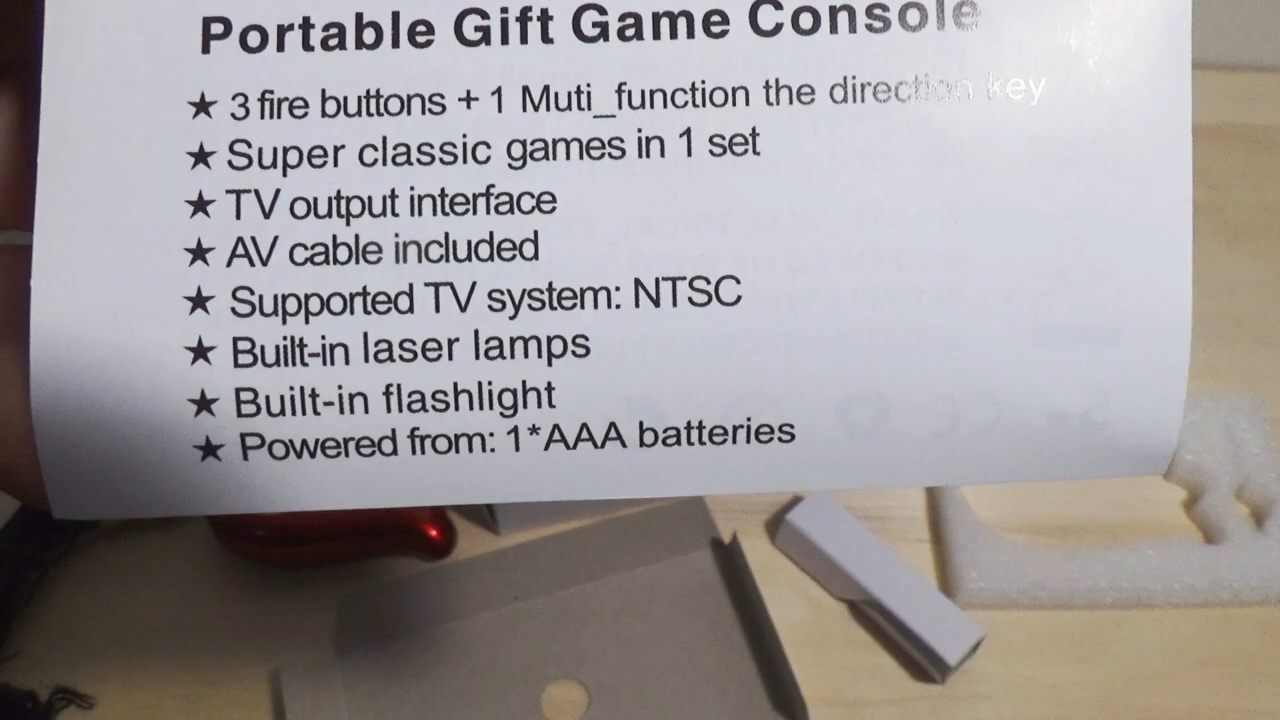 Portable Gift Game Console
★ 3 fire buttons + 1 Muti_function the direction key
★ Super classic games in 1 set
★ TV output interface
★ AV cable included
★ Supported TV system: NTSC
★ Built-in laser lamps
★ Built-in flashlight
★ Powered from: 1*AAA batteries